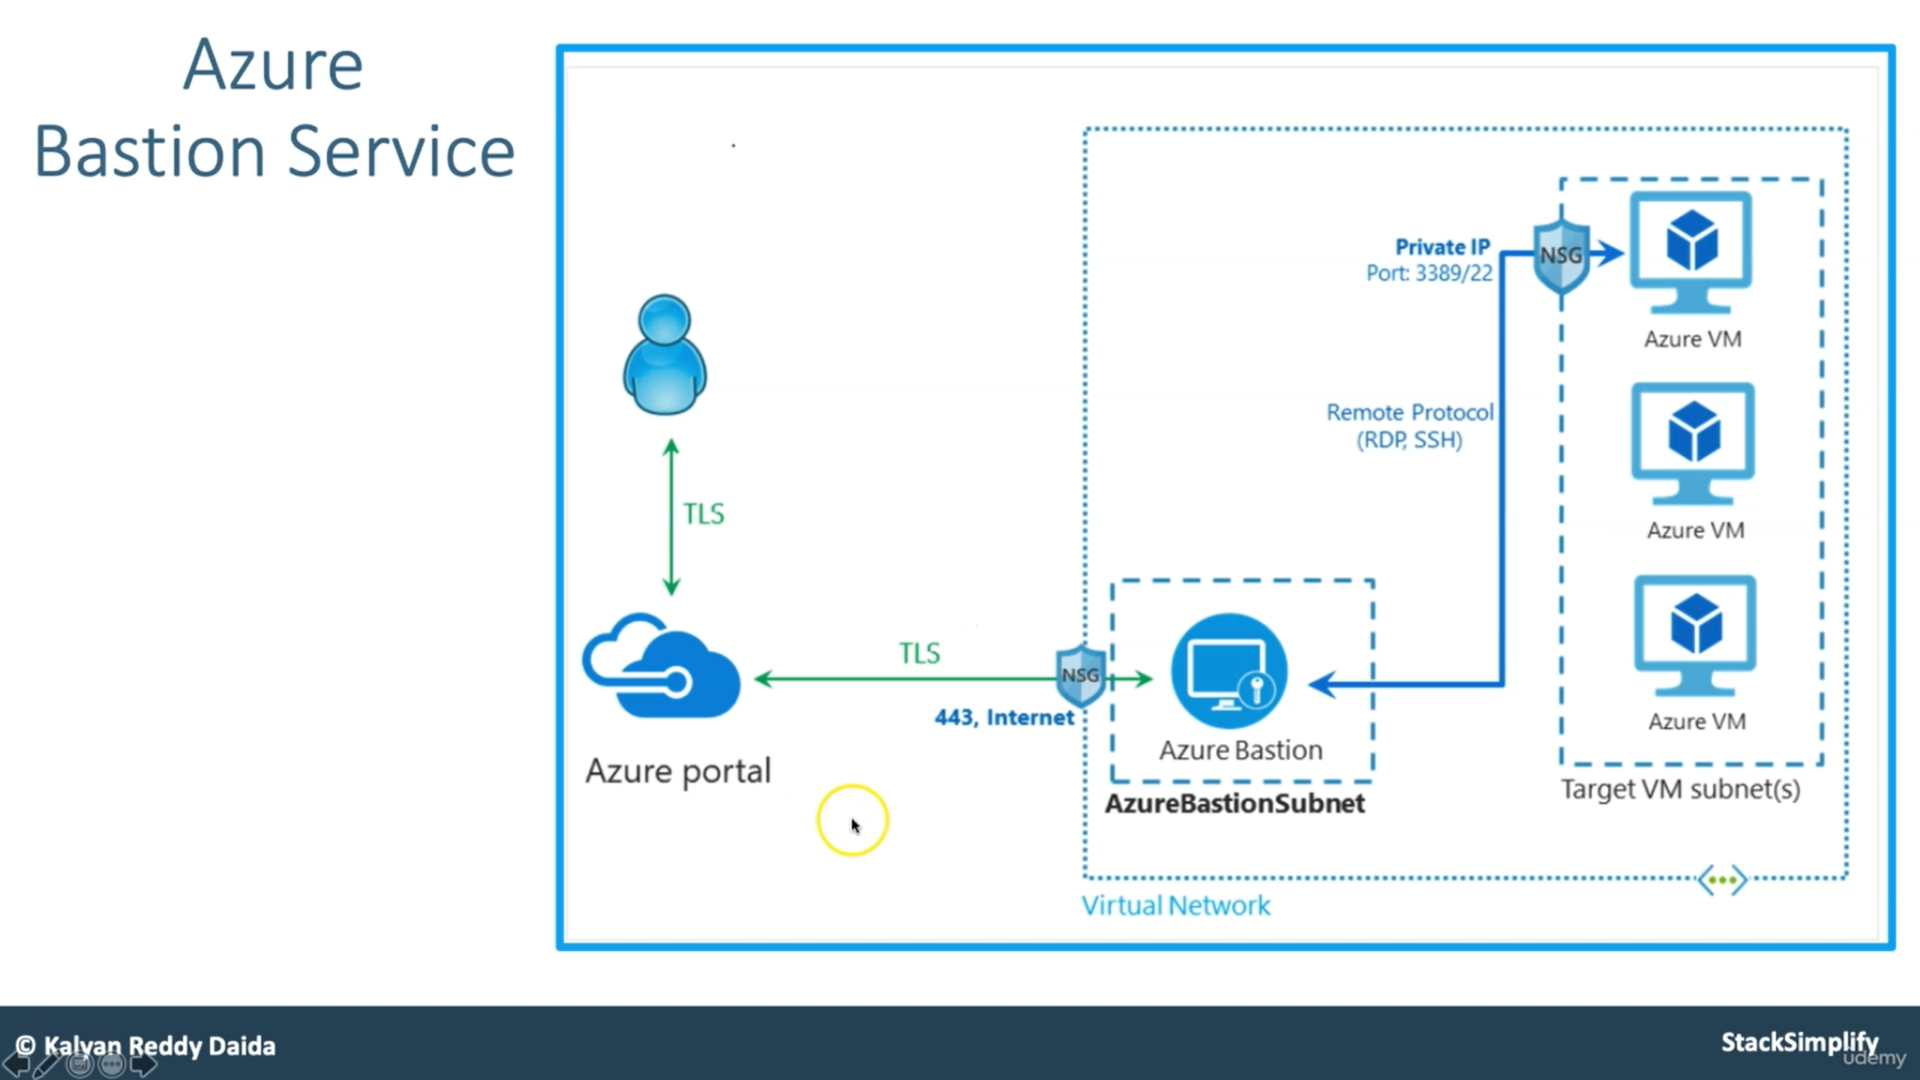 Azure
Bastion Service
Private IP
Port: 3389/22
NSG
Azure VM
Remote Protocol
(RDP, SSH)
Azure VM
TLS
TLS
NSG
443, Internet
Azure VM
Azure Bastion
Azure portal
AzureBastionSubnet
Target VM subnet(s)
Virtual Network
© Kalyan Reddy Daida
StackSimplify
udemy